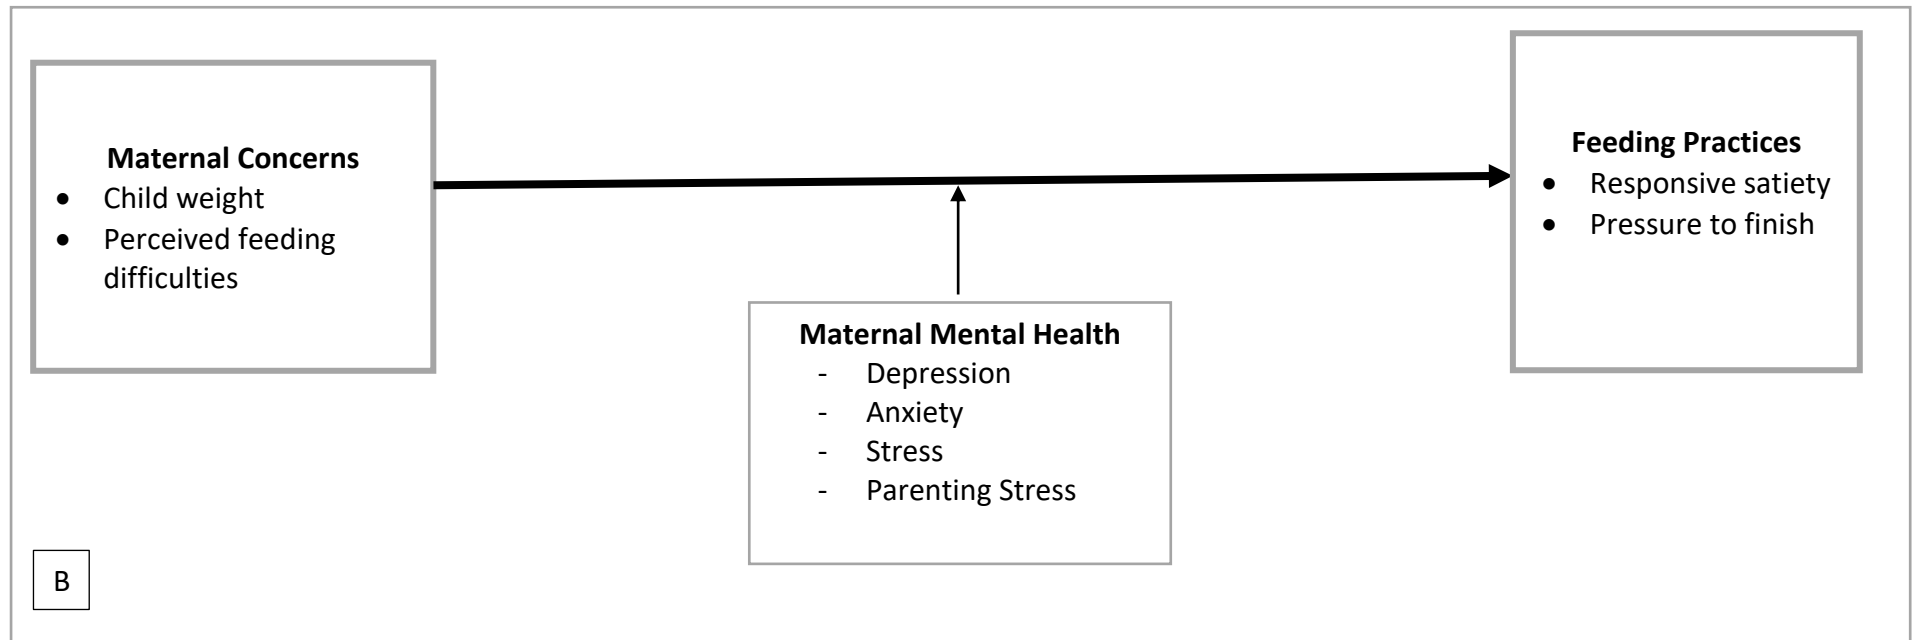 Maternal Concerns
• Child weight
• Perceived feeding
difficulties
Feeding Practices
• Responsive satiety
• Pressure to finish
Maternal Mental Health
- Depression
- Anxiety
- Stress
- Parenting Stress
B